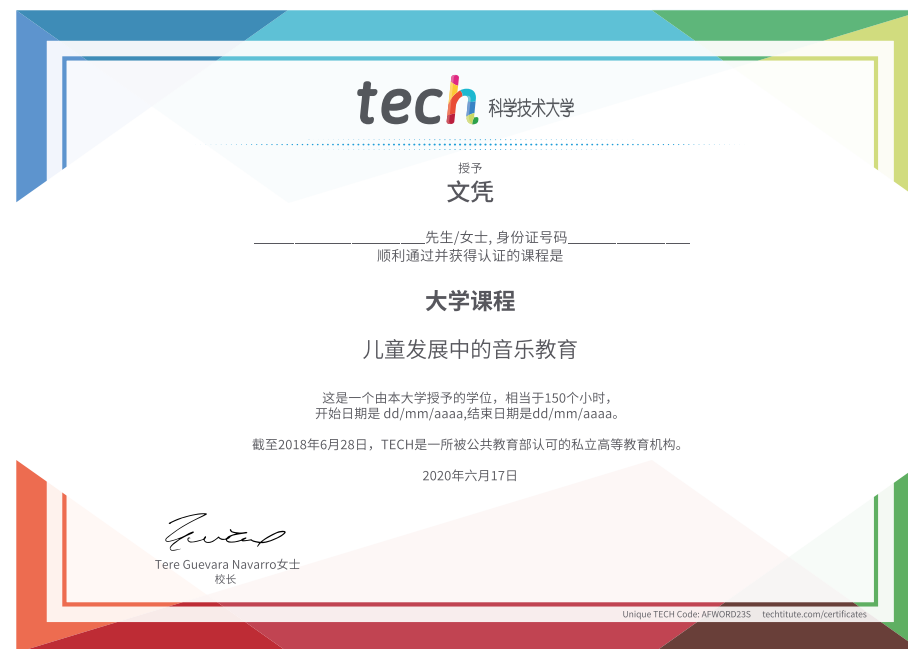 tech 科学技术大学
授予
文凭
______________________先生/女士, 身份证号码________________
顺利通过并获得认证的课程是
大学课程
儿童发展中的音乐教育
这是一个由本大学授予的学位，相当于150个小时，
开始日期是 dd/mm/aaaa,结束日期是dd/mm/aaaa。
截至2018年6月28日，TECH是一所被公共教育部认可的私立高等教育机构。
2020年六月17日
Tere Guevara Navarro女士
校长
Unique TECH Code: AFWORD23S techtitute.com/certificates